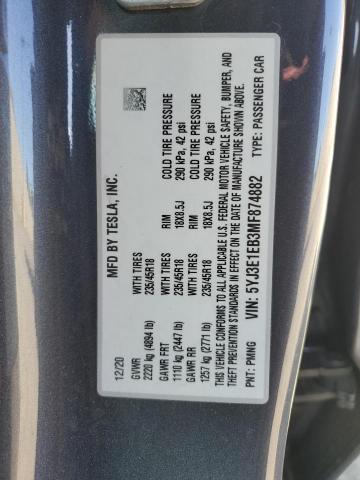 MFD BY TESLA, INC.
12/20
GVWR
2220 kg (4894 lb)
GAWR FRT WITH TIRES RIM COLD TIRE PRESSURE
1110 kg (2447 lb) 235/45R18 18X8.5J 290 kPa, 42 psi
GAWR RR WITH TIRES RIM COLD TIRE PRESSURE
1257 kg (2771 lb) 235/45R18 18X8.5J 290 kPa, 42 psi
THIS VEHICLE CONFORMS TO ALL APPLICABLE U.S. FEDERAL MOTOR VEHICLE SAFETY, BUMPER, AND
THEFT PREVENTION STANDARDS IN EFFECT ON THE DATE OF MANUFACTURE SHOWN ABOVE.
VIN: 5YJ3E1EB3MF874882
PNT: PMNG TYPE: PASSENGER CAR